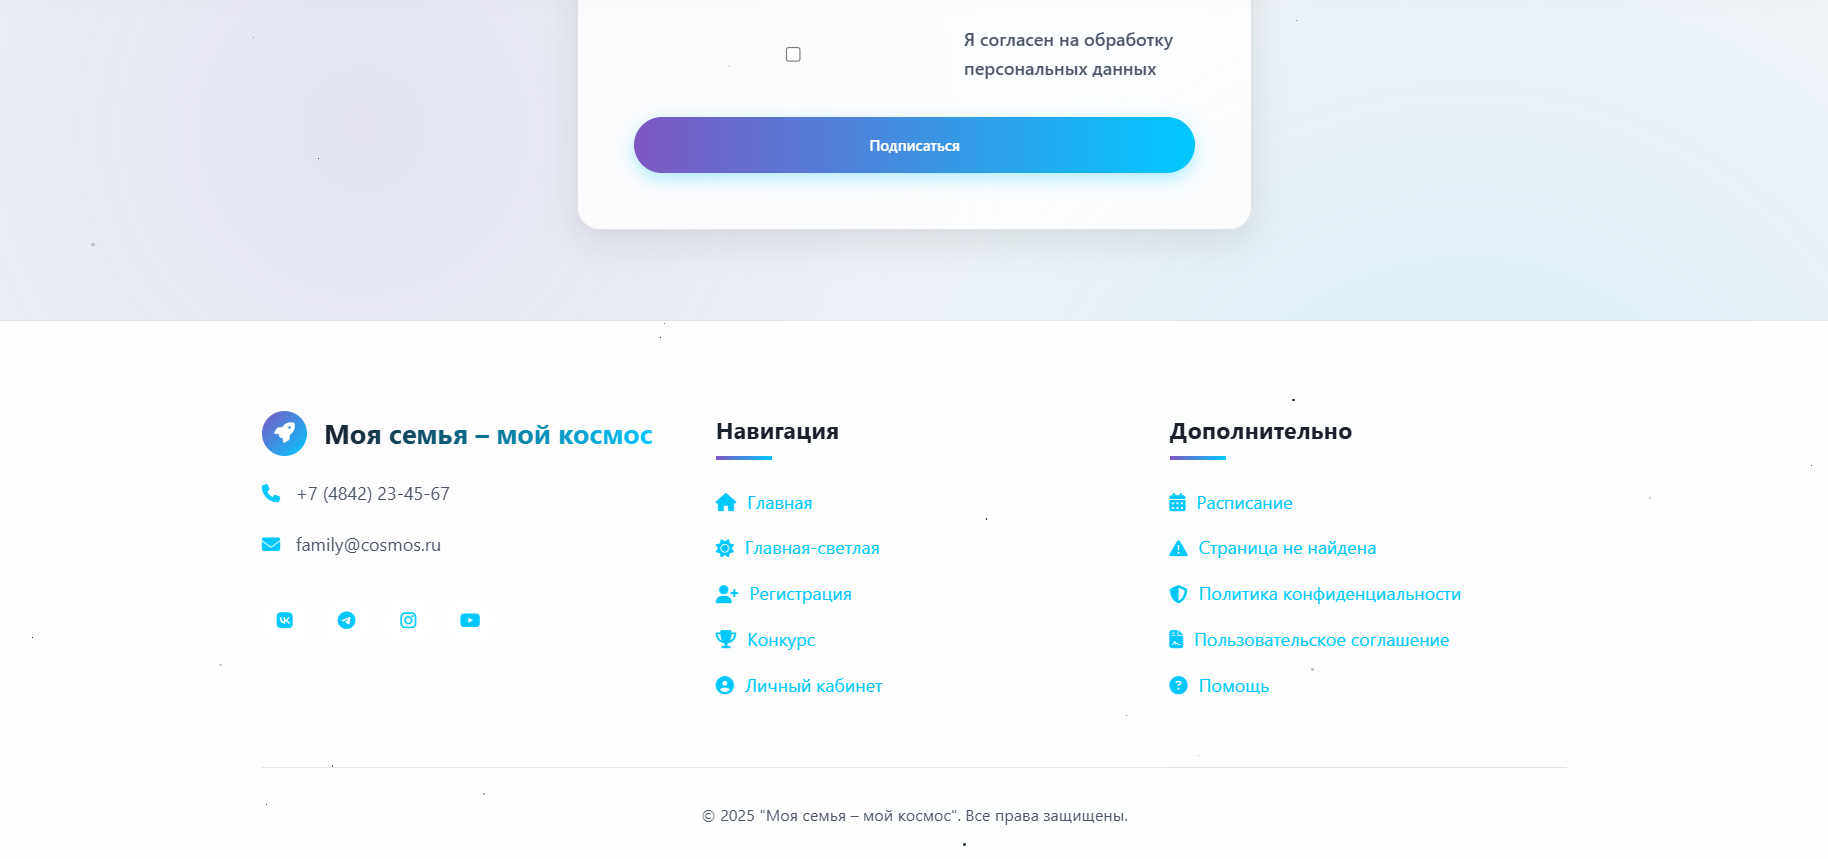 Я согласен на обработку
персональных данных
Подписаться
Моя семья – мой космос
+7 (4842) 23-45-67
family@cosmos.ru
Навигация
Главная
Главная-светлая
Регистрация
Конкурс
Личный кабинет
Дополнительно
Расписание
Страница не найдена
Политика конфиденциальности
Пользовательское соглашение
Помощь
© 2025 "Моя семья – мой космос". Все права защищены.